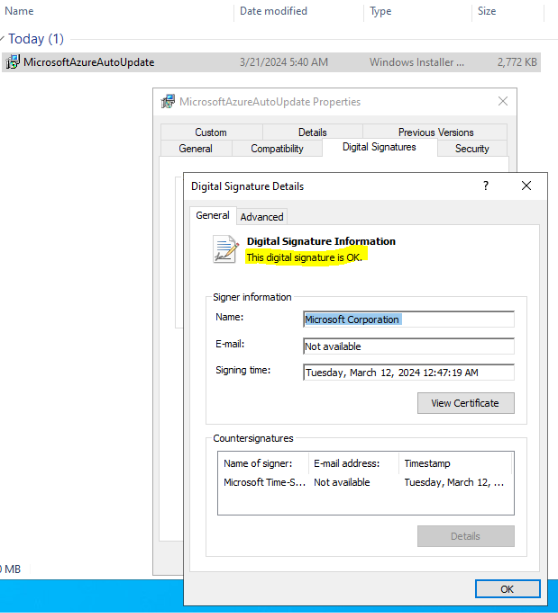 Name Date modified Type Size
Today (1)
MicrosoftAzureAutoUpdate 3/21/2024 5:40 AM Windows Installer ... 2,772 KB
MicrosoftAzureAutoUpdate Properties
Custom Details Previous Versions
General Compatibility Digital Signatures Security
Digital Signature Details ?
General Advanced
Digital Signature Information
This digital signature is OK.
Signer information
Name: Microsoft Corporation
E-mail: Not available
Signing time: Tuesday, March 12, 2024 12:47:19 AM
View Certificate
Countersignatures
Name of signer: E-mail address: Timestamp
Microsoft Time-S... Not available Tuesday, March 12, ...
Details
MB
OK